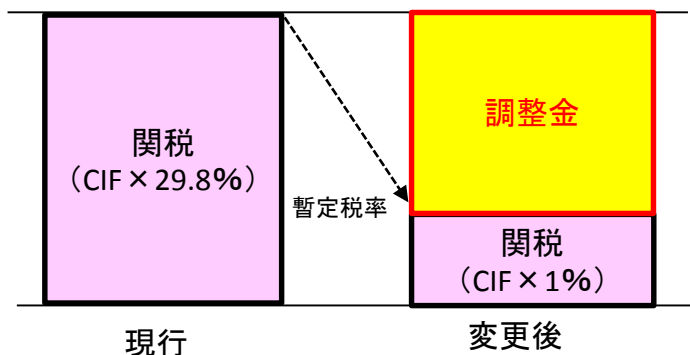 関税
（CIF×29.8%）
現行
暫定税率
調整金
関税
（CIF×1%）
変更後